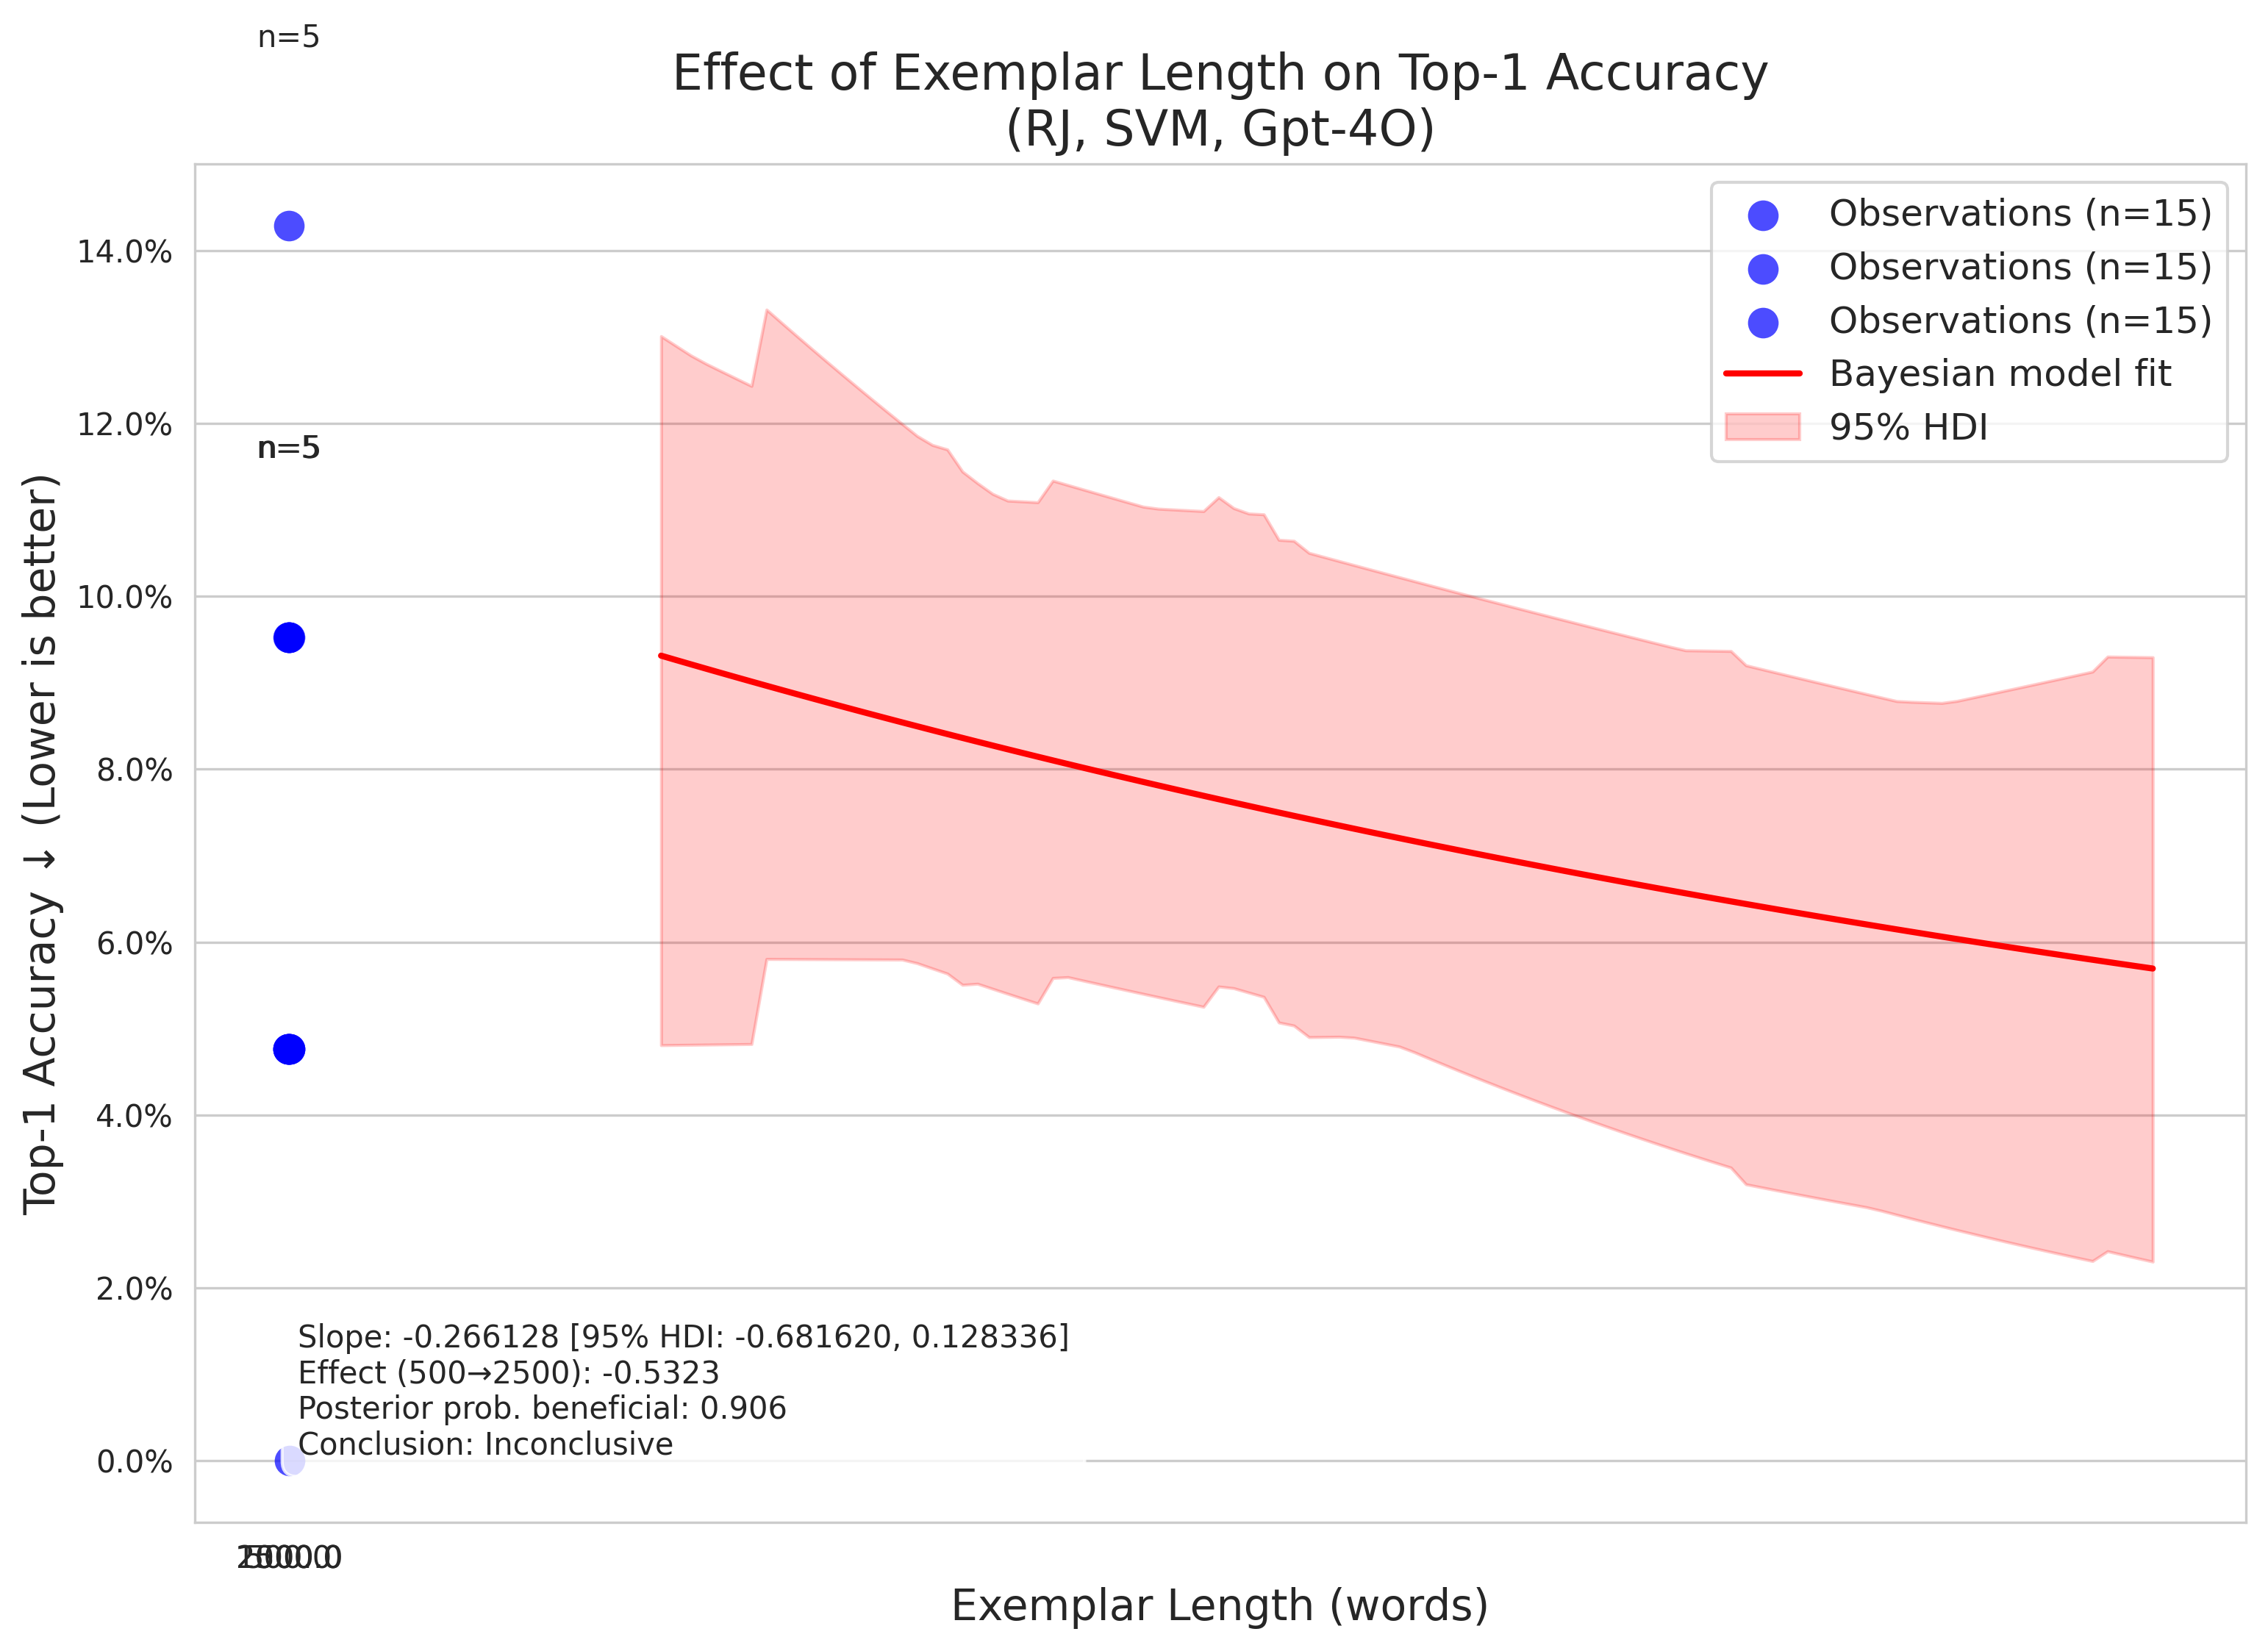 n=5
Effect of Exemplar Length on Top-1 Accuracy
(RJ, SVM, Gpt-4O)
Observations (n=15)
Observations (n=15)
Observations (n=15)
Bayesian model fit
95% HDI
14.0%
12.0%
n=5
10.0%
8.0%
6.0%
4.0%
2.0%
0.0%
Top-1 Accuracy ↓ (Lower is better)
Slope: -0.266128 [95% HDI: -0.681620, 0.128336]
Effect (500→2500): -0.5323
Posterior prob. beneficial: 0.906
Conclusion: Inconclusive
Exemplar Length (words)